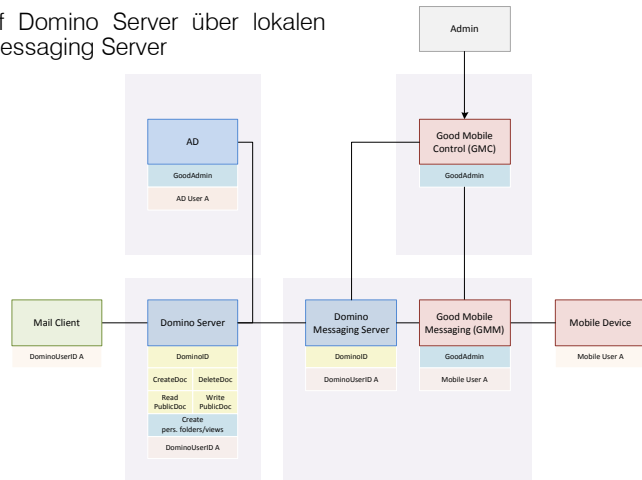 f Domino Server über lokalen
essaging Server
Admin
AD
GoodAdmin
AD User A
Good Mobile
Control (GMC)
GoodAdmin
Mail Client
DominoUserID A
Domino Server
DominoID
CreateDoc DeleteDoc
Read
PublicDoc
Write
PublicDoc
Create
pers. folders/views
DominoUserID A
Domino
Messaging Server
DominoID
DominoUserID A
Good Mobile
Messaging (GMM)
GoodAdmin
Mobile User A
Mobile Device
Mobile User A